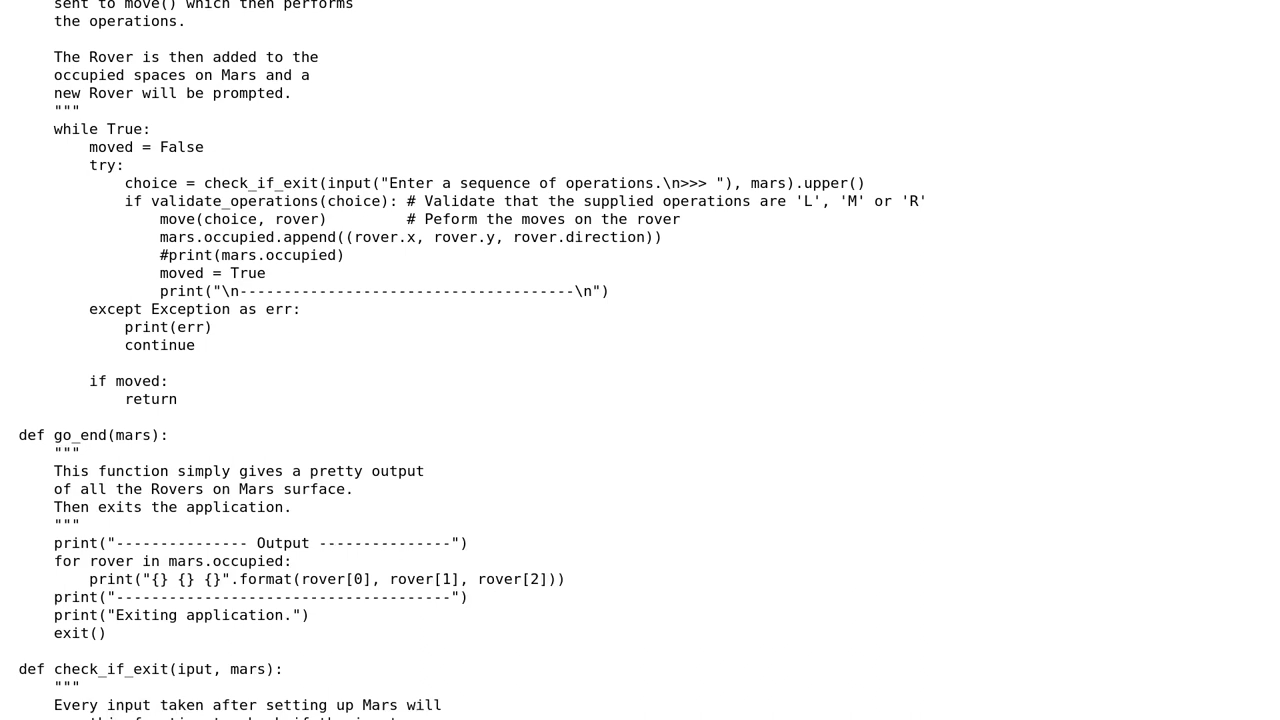 sent to move() which then performs
the operations.

The Rover is then added to the
occupied spaces on Mars and a
new Rover will be prompted.
"""
while True:
moved = False
try:
choice = check_if_exit(input("Enter a sequence of operations.\n>>> "), mars).upper()
if validate_operations(choice): # Validate that the supplied operations are 'L', 'M' or 'R'
move(choice, rover)         # Peform the moves on the rover
mars.occupied.append((rover.x, rover.y, rover.direction))
#print(mars.occupied)
moved = True
print("\n--------------------------------------\n")
except Exception as err:
print(err)
continue

if moved:
return

def go_end(mars):
"""
This function simply gives a pretty output
of all the Rovers on Mars surface.
Then exits the application.
"""
print("--------------- Output ---------------")
for rover in mars.occupied:
print("{} {} {}".format(rover[0], rover[1], rover[2]))
print("--------------------------------------")
print("Exiting application.")
exit()

def check_if_exit(iput, mars):
"""
Every input taken after setting up Mars will